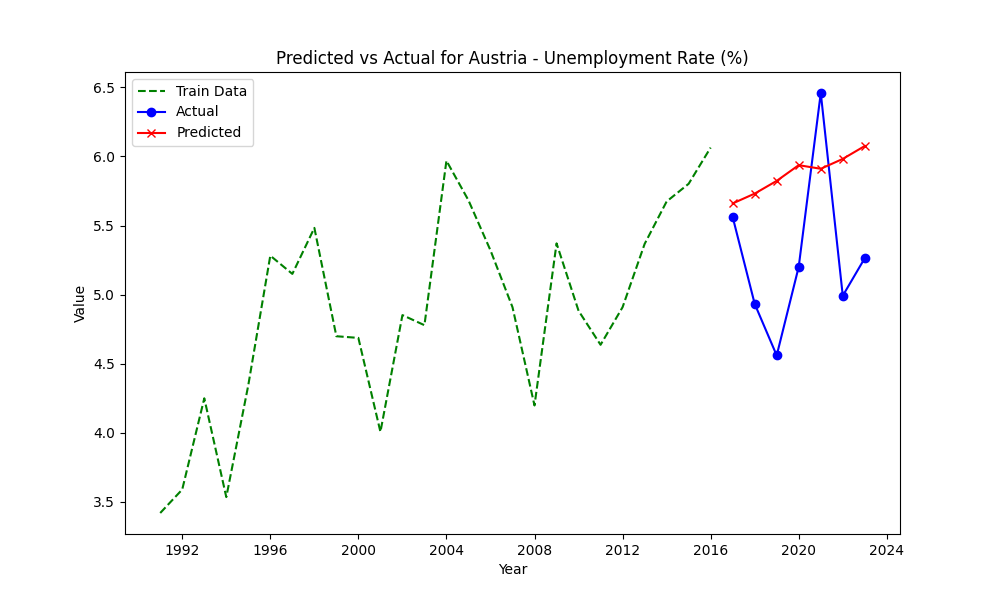 Predicted vs Actual for Austria - Unemployment Rate (%)
Train Data
Actual
Predicted
Value
6.5
6.0
5.5
5.0
4.5
4.0
3.5
1992 1996 2000 2004 2008 2012 2016 2020 2024
Year